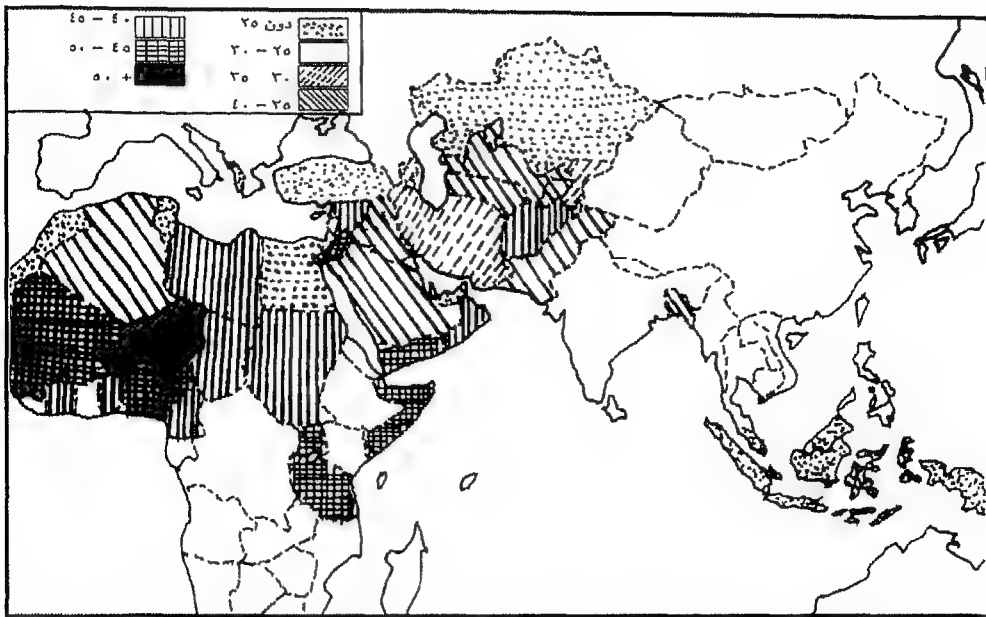 دون ٢٥
٢٥ – ٣٠
٣٠ ٣٥
٣٥ – ٤٠
٤٠ – ٤٥
٤٥ – ٥٠
٥٠ +